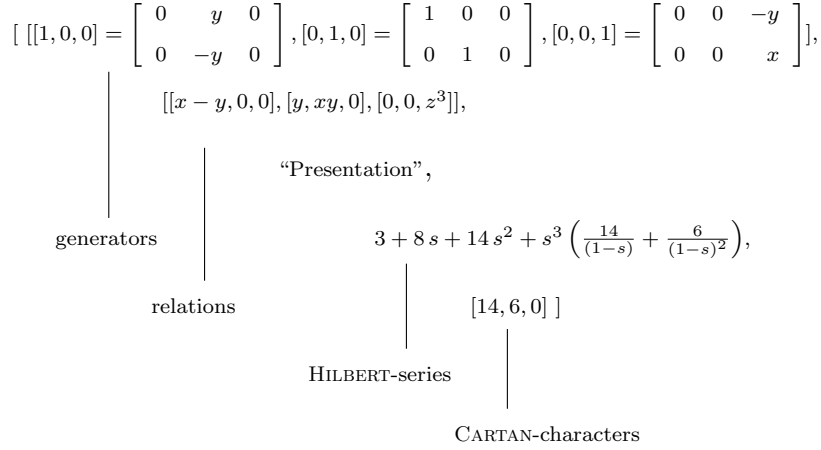 [ [[1, 0, 0] = [ 0 y 0 ; 0 −y 0 ], [0, 1, 0] = [ 1 0 0 ; 0 1 0 ], [0, 0, 1] = [ 0 0 −y ; 0 0 x ]],
[[x − y, 0, 0], [y, xy, 0], [0, 0, z³]],
“Presentation”,
generators
3 + 8 s + 14 s² + s³ ( 14/(1−s) + 6/(1−s)² ),
relations
[14, 6, 0] ]
HILBERT-series
CARTAN-characters